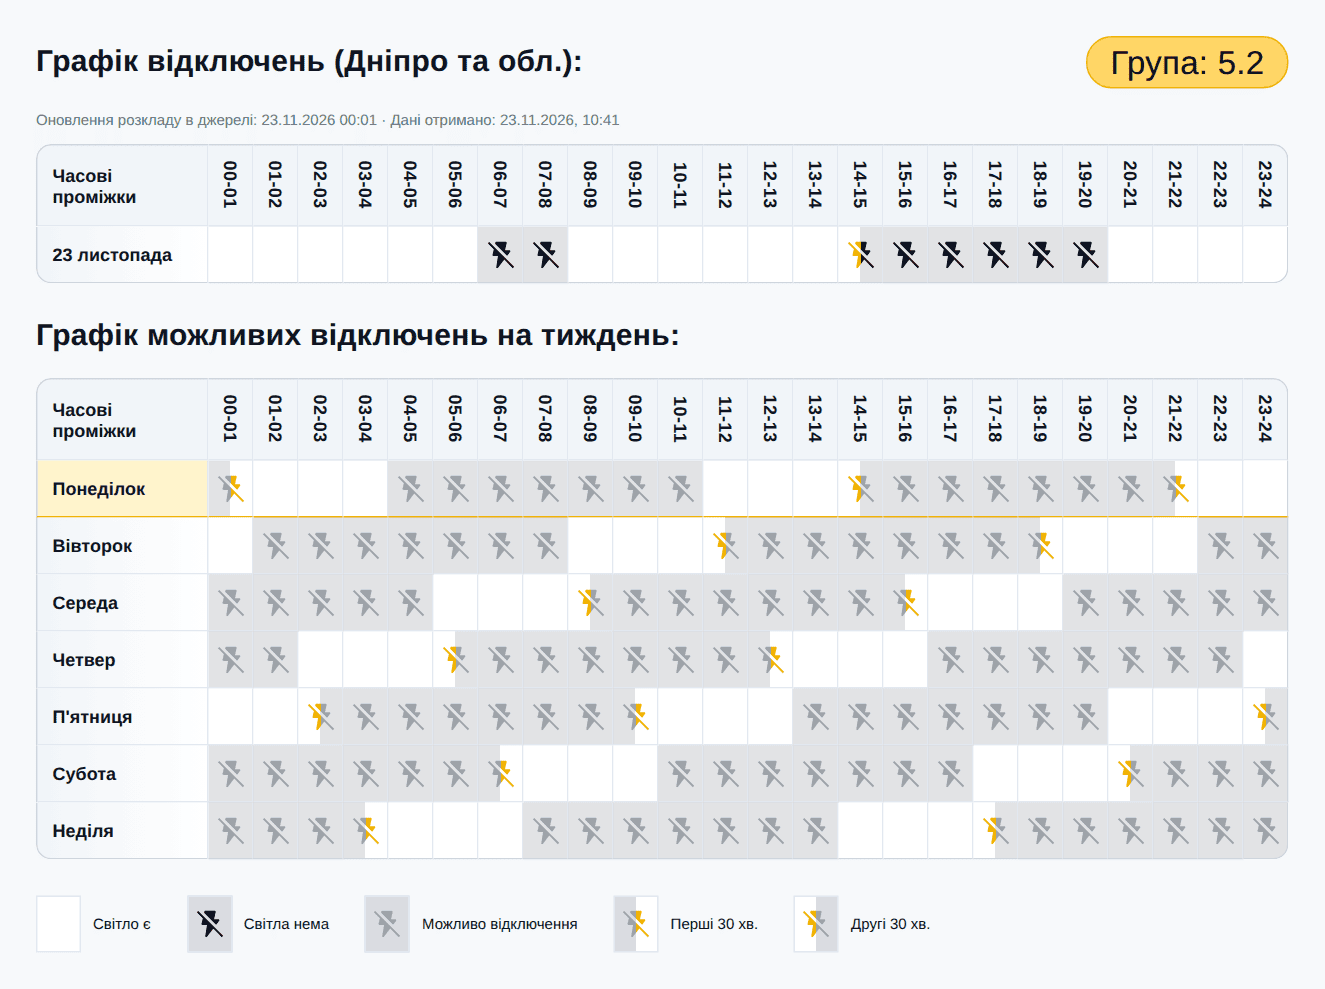 Графік відключень (Дніпро та обл.):
Група: 5.2
Оновлення розкладу в джерелі: 23.11.2026 00:01 · Дані отримано: 23.11.2026, 10:41
Часові проміжки 00-01 01-02 02-03 03-04 04-05 05-06 06-07 07-08 08-09 09-10 10-11 11-12 12-13 13-14 14-15 15-16 16-17 17-18 18-19 19-20 20-21 21-22 22-23 23-24
23 листопада
Графік можливих відключень на тиждень:
Часові проміжки 00-01 01-02 02-03 03-04 04-05 05-06 06-07 07-08 08-09 09-10 10-11 11-12 12-13 13-14 14-15 15-16 16-17 17-18 18-19 19-20 20-21 21-22 22-23 23-24
Понеділок
Вівторок
Середа
Четвер
П'ятниця
Субота
Неділя
Світло є Світла нема Можливо відключення Перші 30 хв. Другі 30 хв.